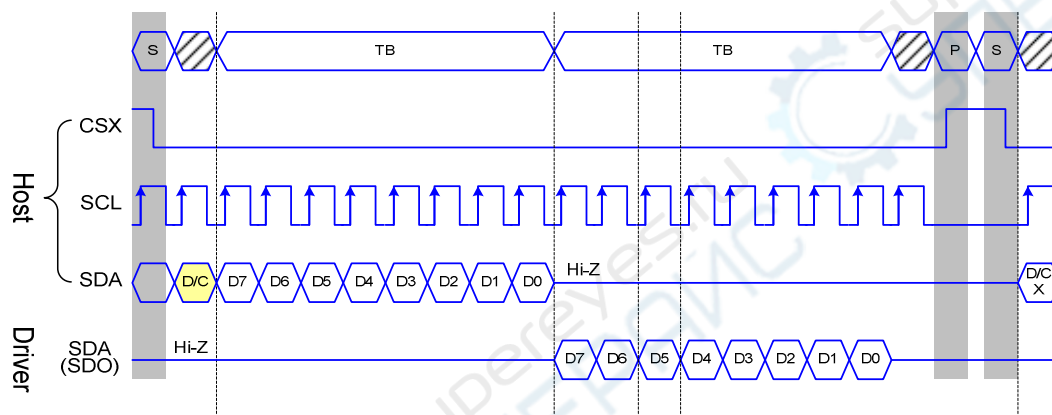 S TB TB P S
CSX
SCL
SDA D/C D7 D6 D5 D4 D3 D2 D1 D0 Hi-Z D/C X
Host
SDA (SDO) Hi-Z D7 D6 D5 D4 D3 D2 D1 D0
Driver